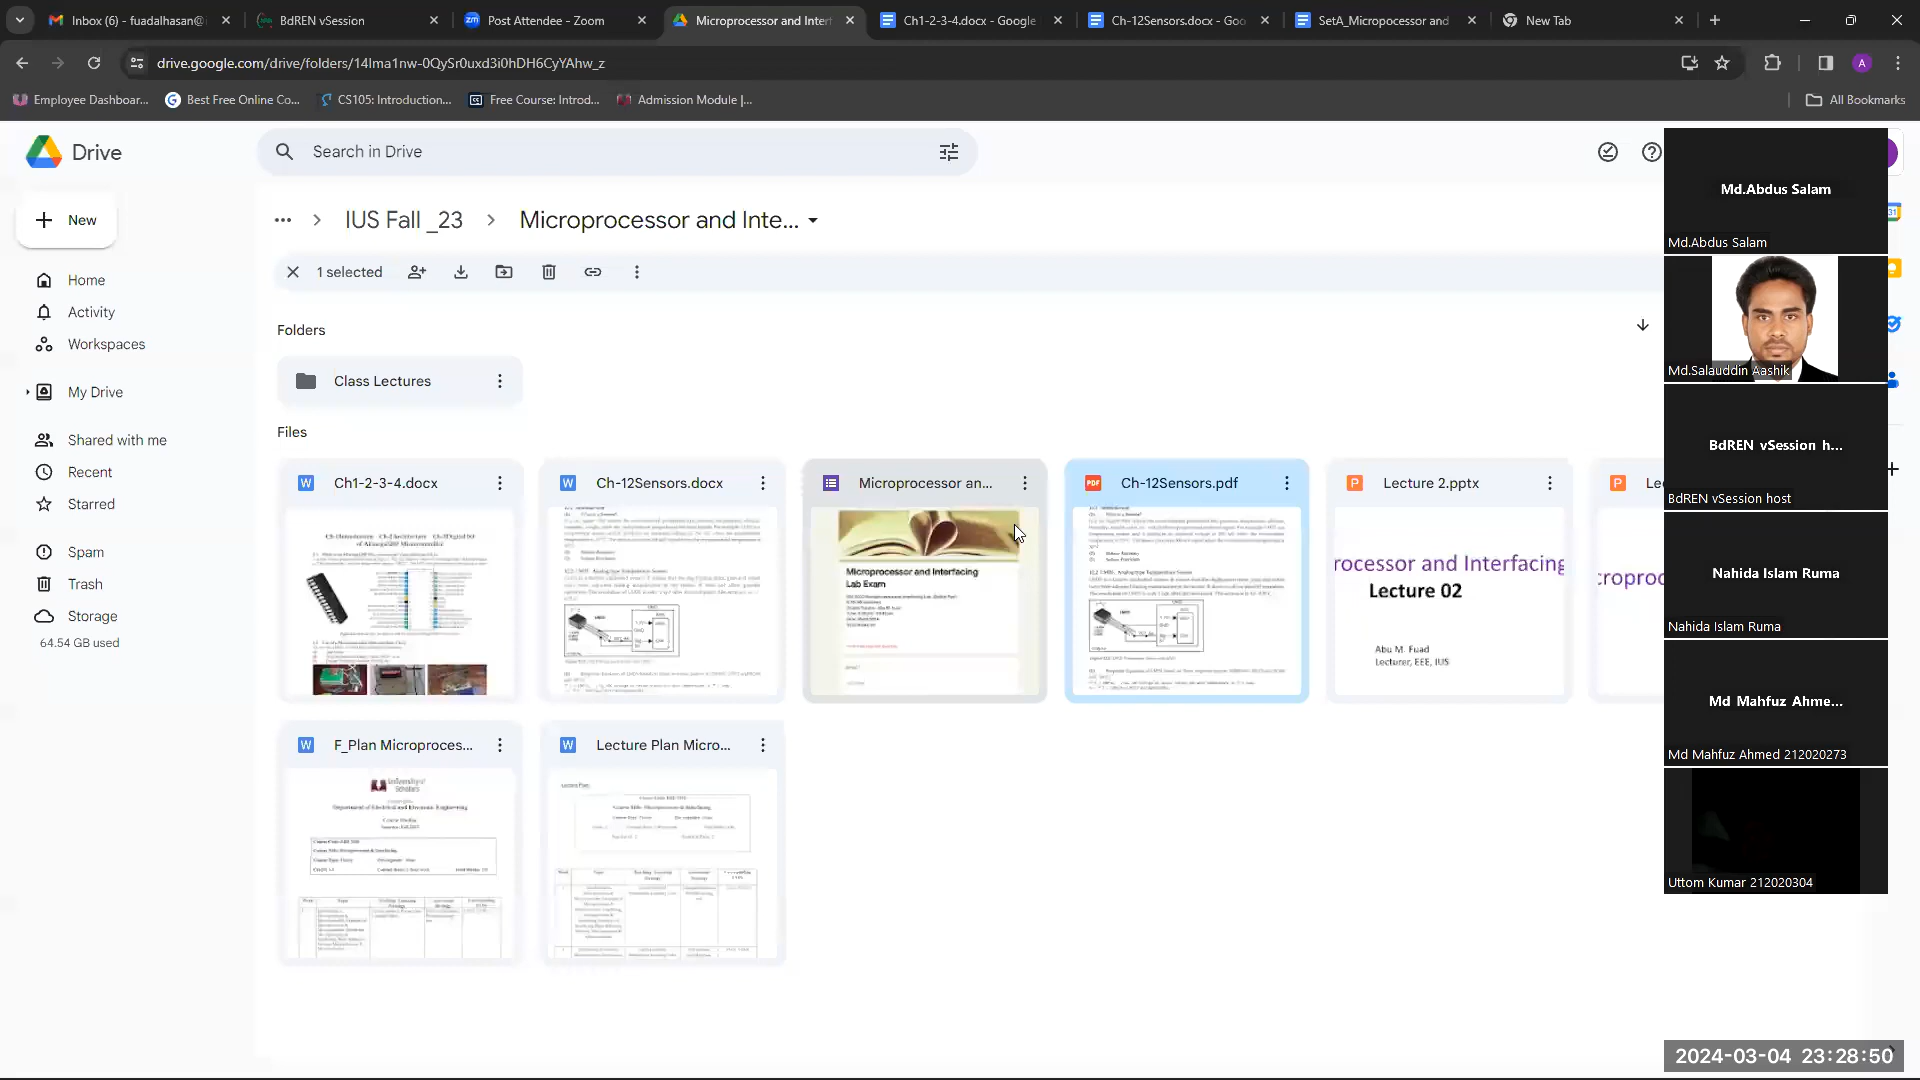 Inbox (6) - fuadalhasan@
BdREN vSession
Post Attendee - Zoom
Microprocessor and Interf
Ch1-2-3-4.docx - Google
Ch-12Sensors.docx - Goo
SetA_Micropocessor and
New Tab
drive.google.com/drive/folders/14lma1nw-0QySr0uxd3i0hDH6CyYAhw_z
A
Employee Dashboar...
Best Free Online Co...
CS105: Introduction...
Free Course: Introd...
Admission Module |...
All Bookmarks
Drive
Search in Drive
New
Home
Activity
Workspaces
My Drive
Shared with me
Recent
Starred
Spam
Trash
Storage
64.54 GB used
IUS Fall _23
Microprocessor and Inte...
1 selected
Folders
Class Lectures
Files
Ch1-2-3-4.docx
Ch-12Sensors.docx
Microprocessor an...
Microprocessor and Interfacing
Lab Exam
Ch-12Sensors.pdf
Lecture 2.pptx
rocessor and Interfacing
Lecture 02
Abu M. Fuad
Lecturer, EEE, IUS
Lec
cropro
F_Plan Microproces...
Lecture Plan Micro...
Md.Abdus Salam
Md.Abdus Salam
Md.Salauddin Aashik
BdREN vSession h...
BdREN vSession host
Nahida Islam Ruma
Nahida Islam Ruma
Md Mahfuz Ahme...
Md Mahfuz Ahmed 212020273
Uttom Kumar 212020304
2024-03-04 23:28:50